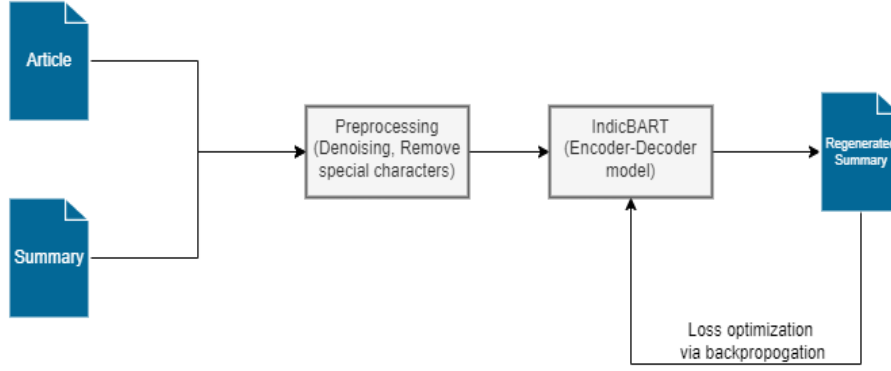 Article
Preprocessing
(Denoising, Remove
special characters)
IndicBART
(Encoder-Decoder
model)
Regenerated
Summary
Summary
Loss optimization
via backpropogation